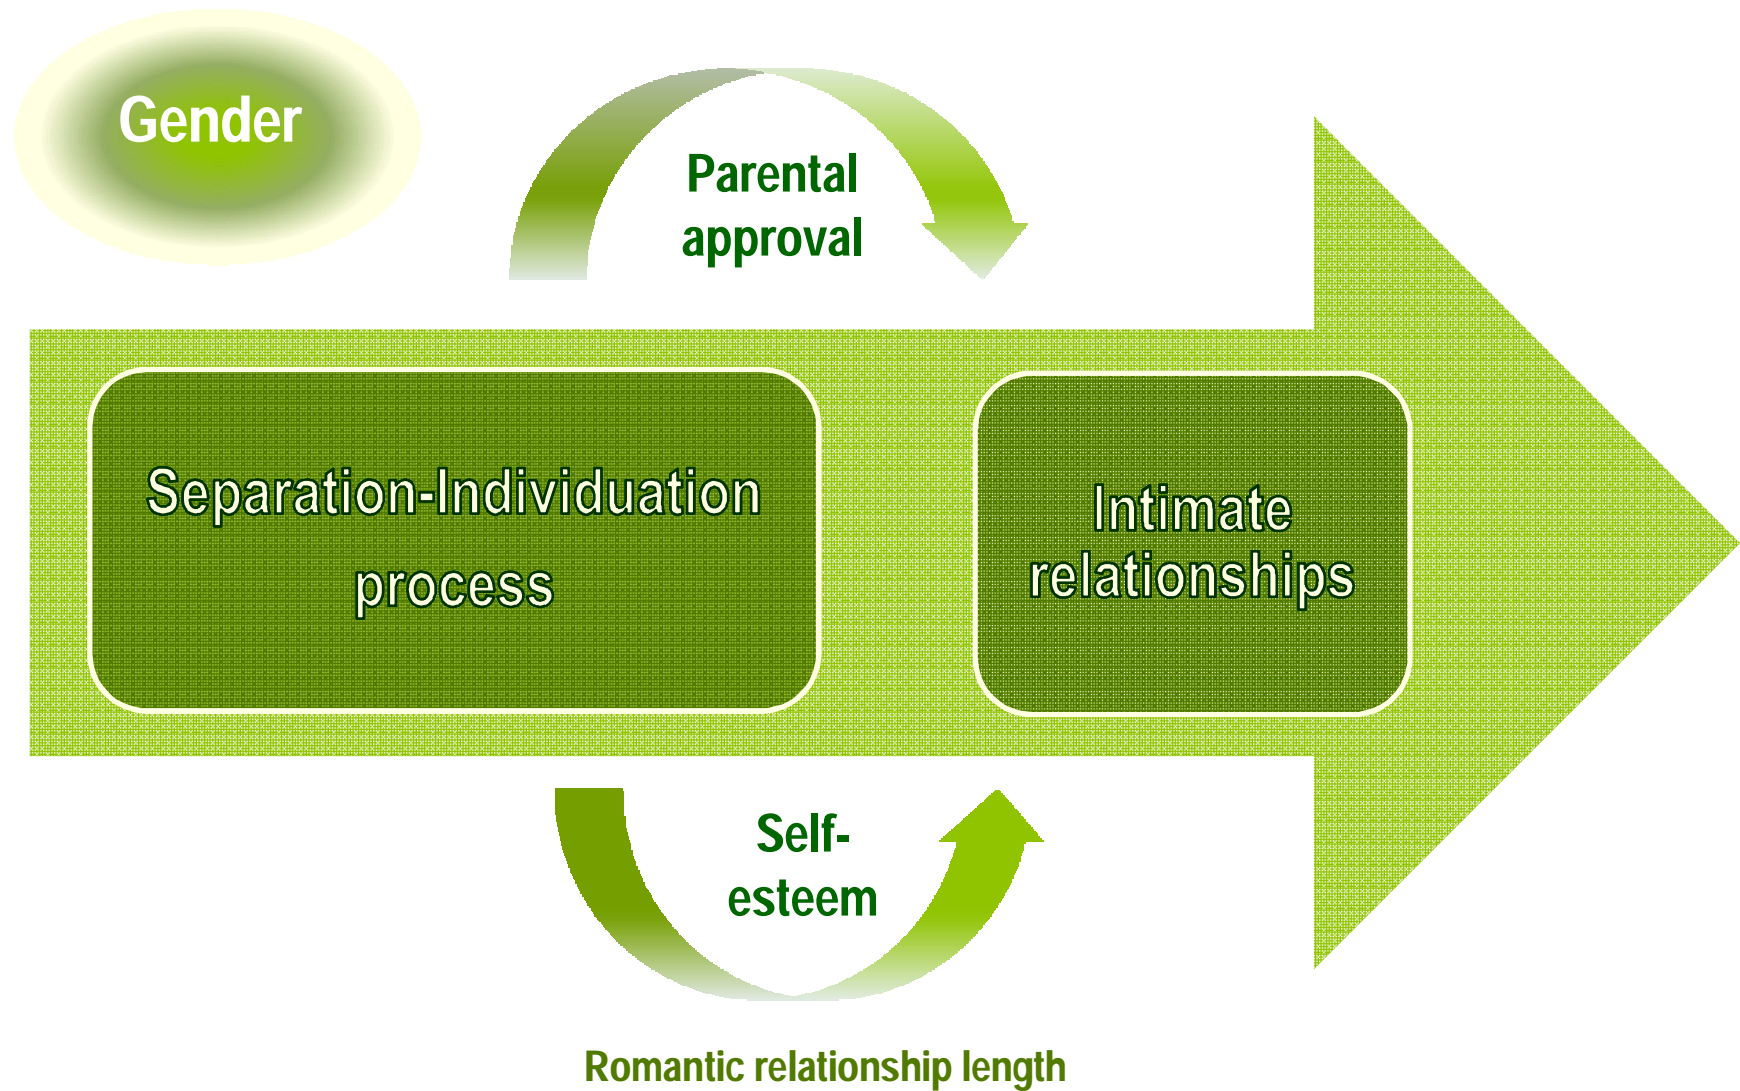 Gender
Parental
approval
Separation-Individuation
process
Intimate
relationships
Self-
esteem
Romantic relationship length